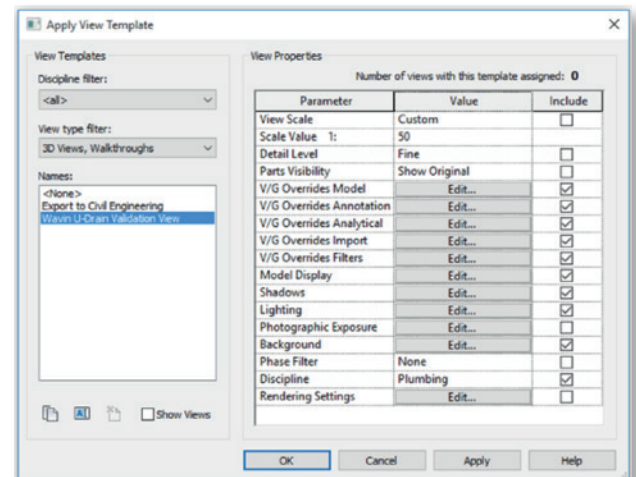 Apply View Template
View Templates
Discipline filter:
<all>
View type filter:
3D Views, Walkthroughs
Names:
<None>
Export to Civil Engineering
Wavin U-Drain Validation View
Show Views
View Properties
Number of views with this template assigned: 0
Parameter Value Include
View Scale Custom
Scale Value 1: 50
Detail Level Fine
Parts Visibility Show Original
V/G Overrides Model Edit...
V/G Overrides Annotation Edit...
V/G Overrides Analytical Edit...
V/G Overrides Import Edit...
V/G Overrides Filters Edit...
Model Display Edit...
Shadows Edit...
Lighting Edit...
Photographic Exposure Edit...
Background Edit...
Phase Filter None
Discipline Plumbing
Rendering Settings Edit...
OK Cancel Apply Help